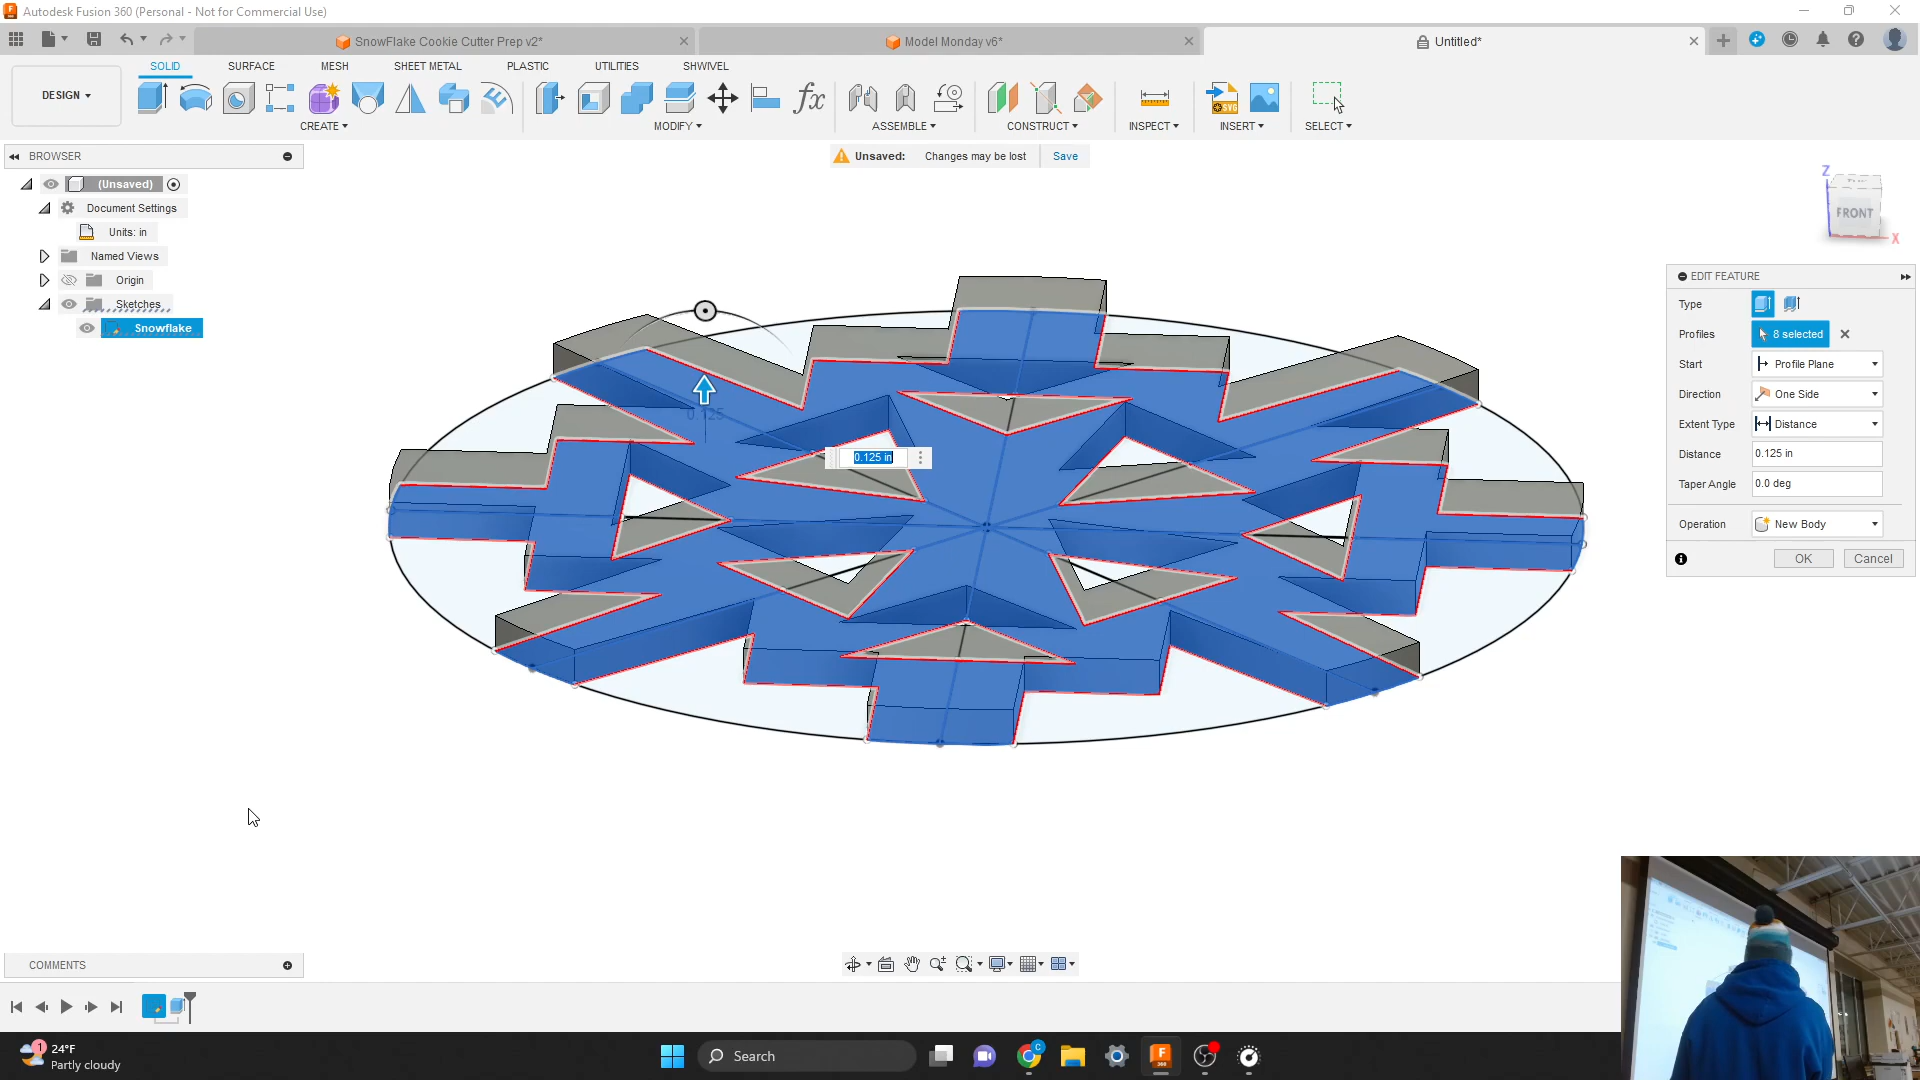 Autodesk Fusion 360 (Personal - Not for Commercial Use)
SnowFlake Cookie Cutter Prep v2*
Model Monday v6*
Untitled*
DESIGN
SOLID
SURFACE
MESH
SHEET METAL
PLASTIC
UTILITIES
SHWIVEL
CREATE
MODIFY
ASSEMBLE
CONSTRUCT
INSPECT
INSERT
SELECT
BROWSER
Unsaved:
Changes may be lost
Save
(Unsaved)
Document Settings
Units: in
Named Views
Origin
Sketches
Snowflake
Z
FRONT
X
EDIT FEATURE
Type
Profiles
8 selected
Start
Profile Plane
Direction
One Side
Extent Type
Distance
Distance
0.125 in
Taper Angle
0.0 deg
Operation
New Body
OK
Cancel
0.125
0.125 in
COMMENTS
1
24°F
Partly cloudy
Search